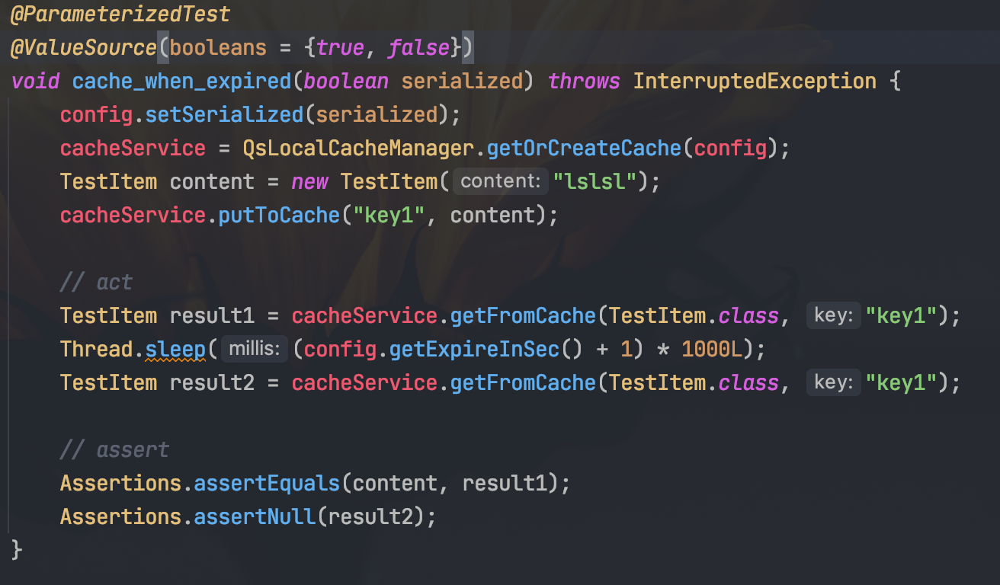 @ParameterizedTest
@ValueSource(booleans = {true, false})
void cache_when_expired(boolean serialized) throws InterruptedException {
config.setSerialized(serialized);
cacheService = QsLocalCacheManager.getOrCreateCache(config);
TestItem content = new TestItem( content: "lslsl");
cacheService.putToCache("key1", content);
// act
TestItem result1 = cacheService.getFromCache(TestItem.class, key: "key1");
Thread.sleep( millis: (config.getExpireInSec() + 1) * 1000L);
TestItem result2 = cacheService.getFromCache(TestItem.class, key: "key1");
// assert
Assertions.assertEquals(content, result1);
Assertions.assertNull(result2);
}